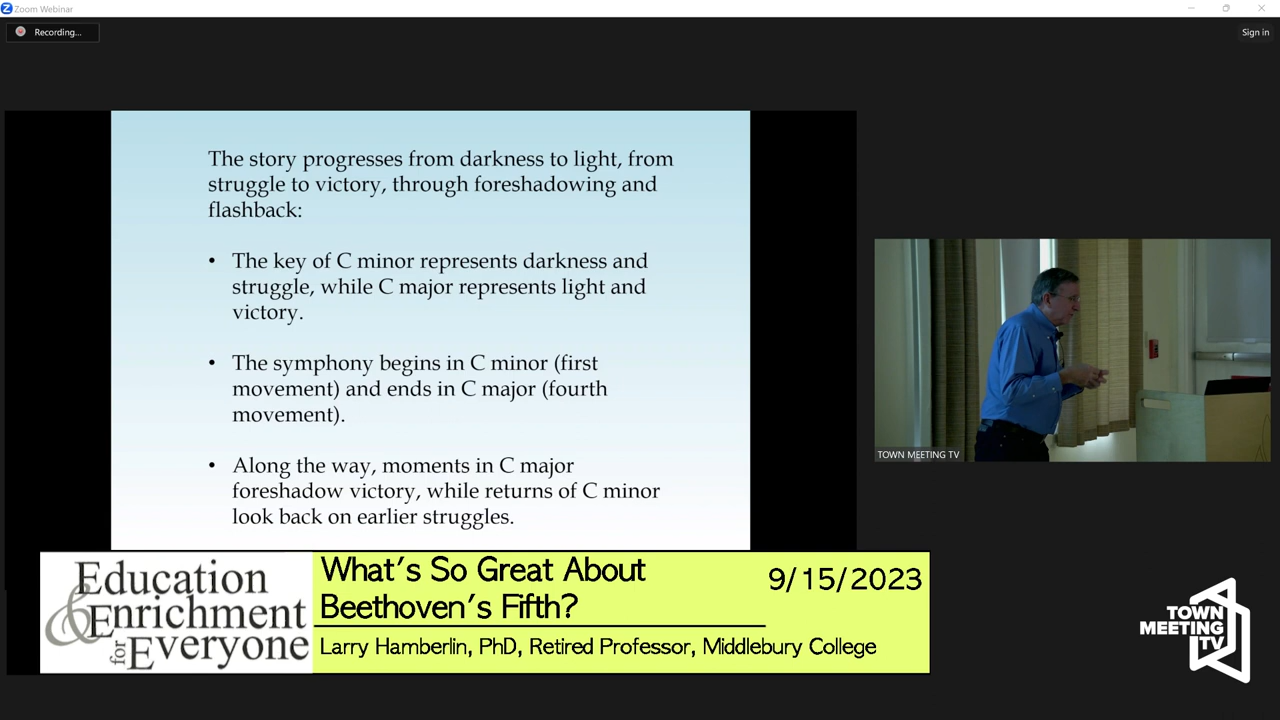 Zoom Webinar
Recording...
Sign in
The story progresses from darkness to light, from
struggle to victory, through foreshadowing and
flashback:
• The key of C minor represents darkness and
struggle, while C major represents light and
victory.
• The symphony begins in C minor (first
movement) and ends in C major (fourth
movement).
• Along the way, moments in C major
foreshadow victory, while returns of C minor
look back on earlier struggles.
TOWN MEETING TV
Education
& Enrichment
for Everyone
What's So Great About
Beethoven's Fifth?
9/15/2023
Larry Hamberlin, PhD, Retired Professor, Middlebury College
TOWN
MEETING
TV